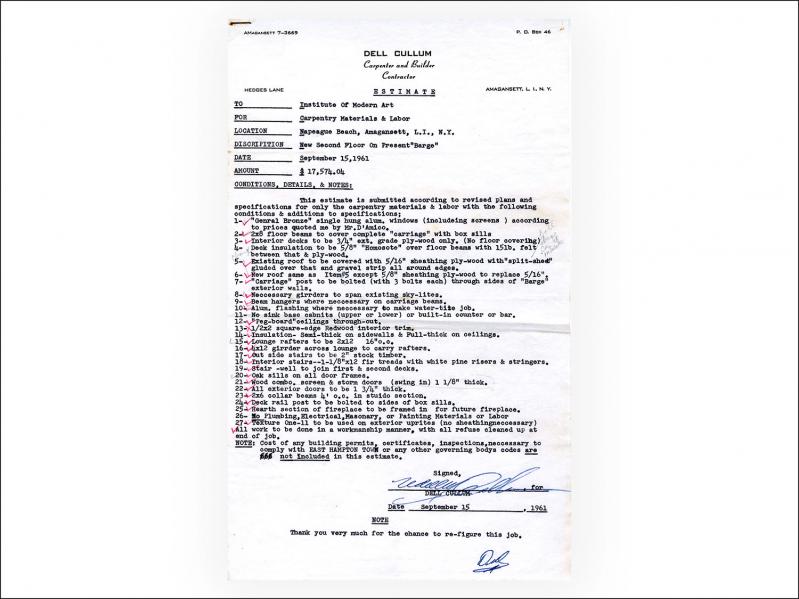 AMAGANSETT 7-3669
P. O. BOX 46
DELL CULLUM
Carpenter and Builder
Contractor
HEDGES LANE
AMAGANSETT, L. I., N. Y.
ESTIMATE
TO Institute Of Modern Art
FOR Carpentry Materials & Labor
LOCATION Napeague Beach, Amagansett, L.I., N.Y.
DISCRIPITION New Second Floor On Present"Barge"
DATE September 15,1961
AMOUNT $ 17,574.04
CONDITIONS, DETAILS, & NOTES:
This estimate is submitted according to revised plans and
specifications for only the carpentry materials & labor with the following
conditions & additions to specifications;
1- "Genral Bronze" single hung alum, windows (includeing screens ) according
to prices quoted me by Mr.D'Amico.
2- 2x8 floor beams to cover complete "carriage" with box sills
3- Interior decks to be 3/4" ext. grade ply-wood only. (No floor covering)
4- Deck insulation to be 5/8" "Homosote" over floor beams with 15lb. felt
between that & ply-wood.
5- Existing roof to be covered with 5/16" sheathing ply-wood with"split-shed"
gluded over that and gravel strip all around edges.
6- New roof same as Item#5 except 5/8" sheathing ply-wood to replace 5/16".
7- "Carriage" post to be bolted (with 3 bolts each) through sides of "Barge"
exterior walls.
8- Neccessary girrders to span existing sky-lites.
9- Beam hangers where neccessary on carriage beams.
10- Alum, flashing where neccessary to make water-tite job.
11- No sink base cabnits (upper or lower) or built-in counter or bar.
12- "Peg-board"ceilings through-out.
13- 1/2x2 square-edge Redwood interior trim.
14- Insulation- Semi-thick on sidewalls & Full-thick on ceilings.
15- Lounge rafters to be 2x12 16"o.c.
16- 4x12 girrder across lounge to carry rafters.
17- Out side stairs to be 2" stock timber.
18- Interior stairs--1-1/8"x12 fir treads with white pine risers & stringers.
19- Stair -well to join first & second decks.
20- Oak sills on all door frames.
21- Wood combo. screen & storm doors (swing in) 1 1/8" thick.
22- All exterior doors to be 1 3/4" thick.
23- 2x6 collar beams 4' o.c. in stuido section.
24- Deck rail post to be bolted to sides of box sills.
25- Rearth section of fireplace to be framed in for future fireplace.
26- No Plumbing,Electrical,Masonary, or Painting Materials or Labor
27- Texture One-ll to be used on exterior uprites (no sheathingneccessary)
All work to be done in a workmanship manner, with all refuse cleaned up at
end of job.
NOTE: Cost of any building permits, certificates, inspections,neccessary to
comply with EAST HAMPTON TOWN or any other governing bodys codes are
not Included in this estimate.
Signed,
, for
DELL CULLUM
Date September 15 , 1961
NOTE
Thank you very much for the chance to re-figure this job.
Dell